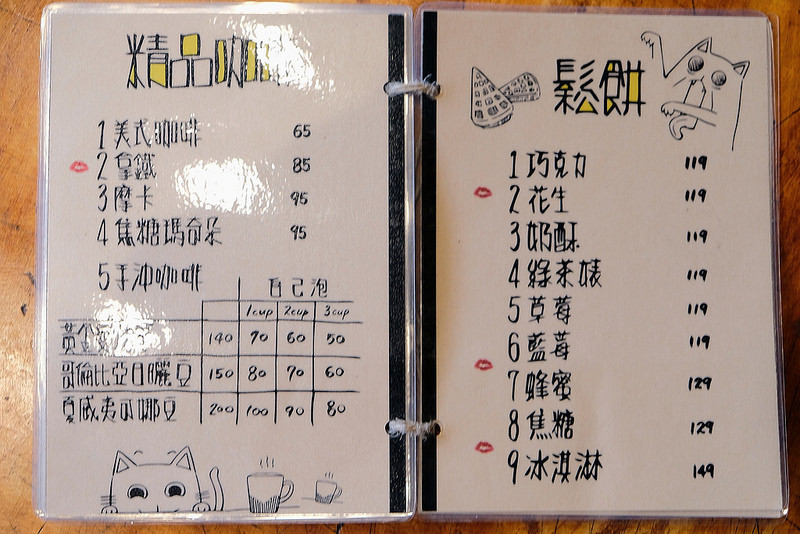 精品咖啡
1 美式咖啡 65
2 拿鐵 85
3 摩卡 95
4 焦糖瑪奇朵 95
5 手沖咖啡
自己泡
1cup 2cup 3cup
黃金 140 70 60 50
哥倫比亞日曬豆 150 80 70 60
夏威夷可娜豆 200 100 90 80
鬆餅
1 巧克力 119
2 花生 119
3 奶酥 119
4 綠茶婊 119
5 草莓 119
6 藍莓 119
7 蜂蜜 129
8 焦糖 129
9 冰淇淋 149